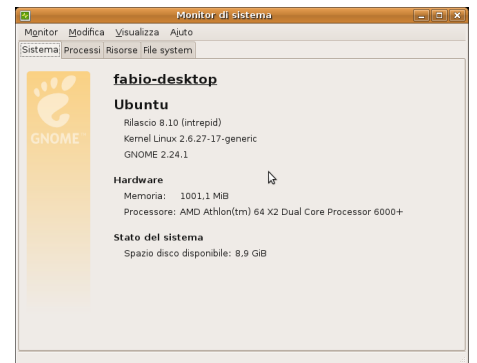 Monitor di sistema
Monitor Modifica Visualizza Aiuto
Sistema Processi Risorse File system
GNOME™
fabio-desktop
Ubuntu
Rilascio 8.10 (intrepid)
Kernel Linux 2.6.27-17-generic
GNOME 2.24.1
Hardware
Memoria: 1001,1 MiB
Processore: AMD Athlon(tm) 64 X2 Dual Core Processor 6000+
Stato del sistema
Spazio disco disponibile: 8,9 GiB